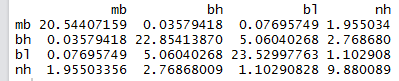 mb bh bl nh
mb 20.54407159 0.03579418 0.07695749 1.955034
bh 0.03579418 22.85413870 5.06040268 2.768680
bl 0.07695749 5.06040268 23.52997763 1.102908
nh 1.95503356 2.76868009 1.10290828 9.880089